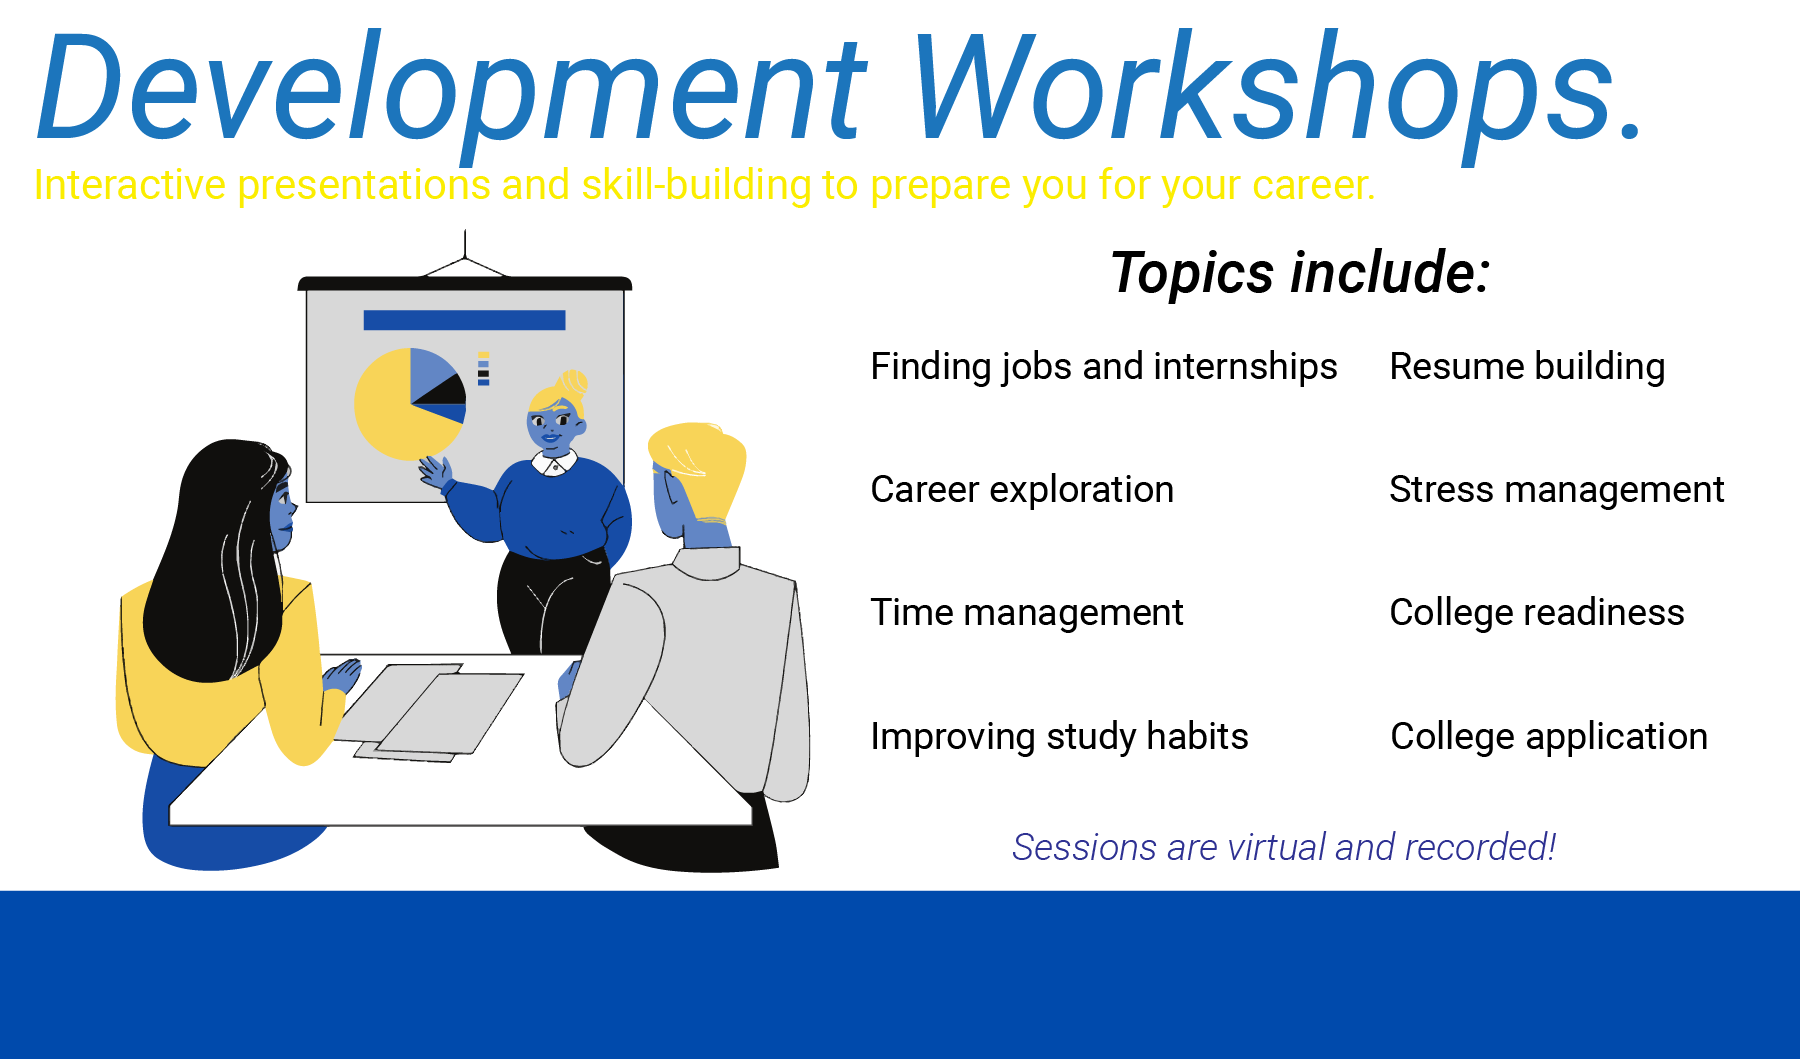 Development Workshops.
Interactive presentations and skill-building to prepare you for your career.
Topics include:
Finding jobs and internships
Resume building
Career exploration
Stress management
Time management
College readiness
Improving study habits
College application
Sessions are virtual and recorded!